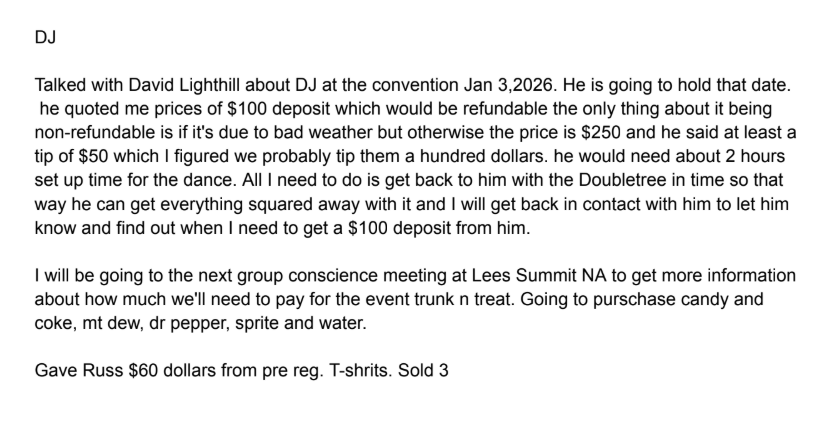 DJ
Talked with David Lighthill about DJ at the convention Jan 3,2026. He is going to hold that date.
he quoted me prices of $100 deposit which would be refundable the only thing about it being
non-refundable is if it's due to bad weather but otherwise the price is $250 and he said at least a
tip of $50 which I figured we probably tip them a hundred dollars. he would need about 2 hours
set up time for the dance. All I need to do is get back to him with the Doubletree in time so that
way he can get everything squared away with it and I will get back in contact with him to let him
know and find out when I need to get a $100 deposit from him.
I will be going to the next group conscience meeting at Lees Summit NA to get more information
about how much we'll need to pay for the event trunk n treat. Going to purschase candy and
coke, mt dew, dr pepper, sprite and water.
Gave Russ $60 dollars from pre reg. T-shrits. Sold 3